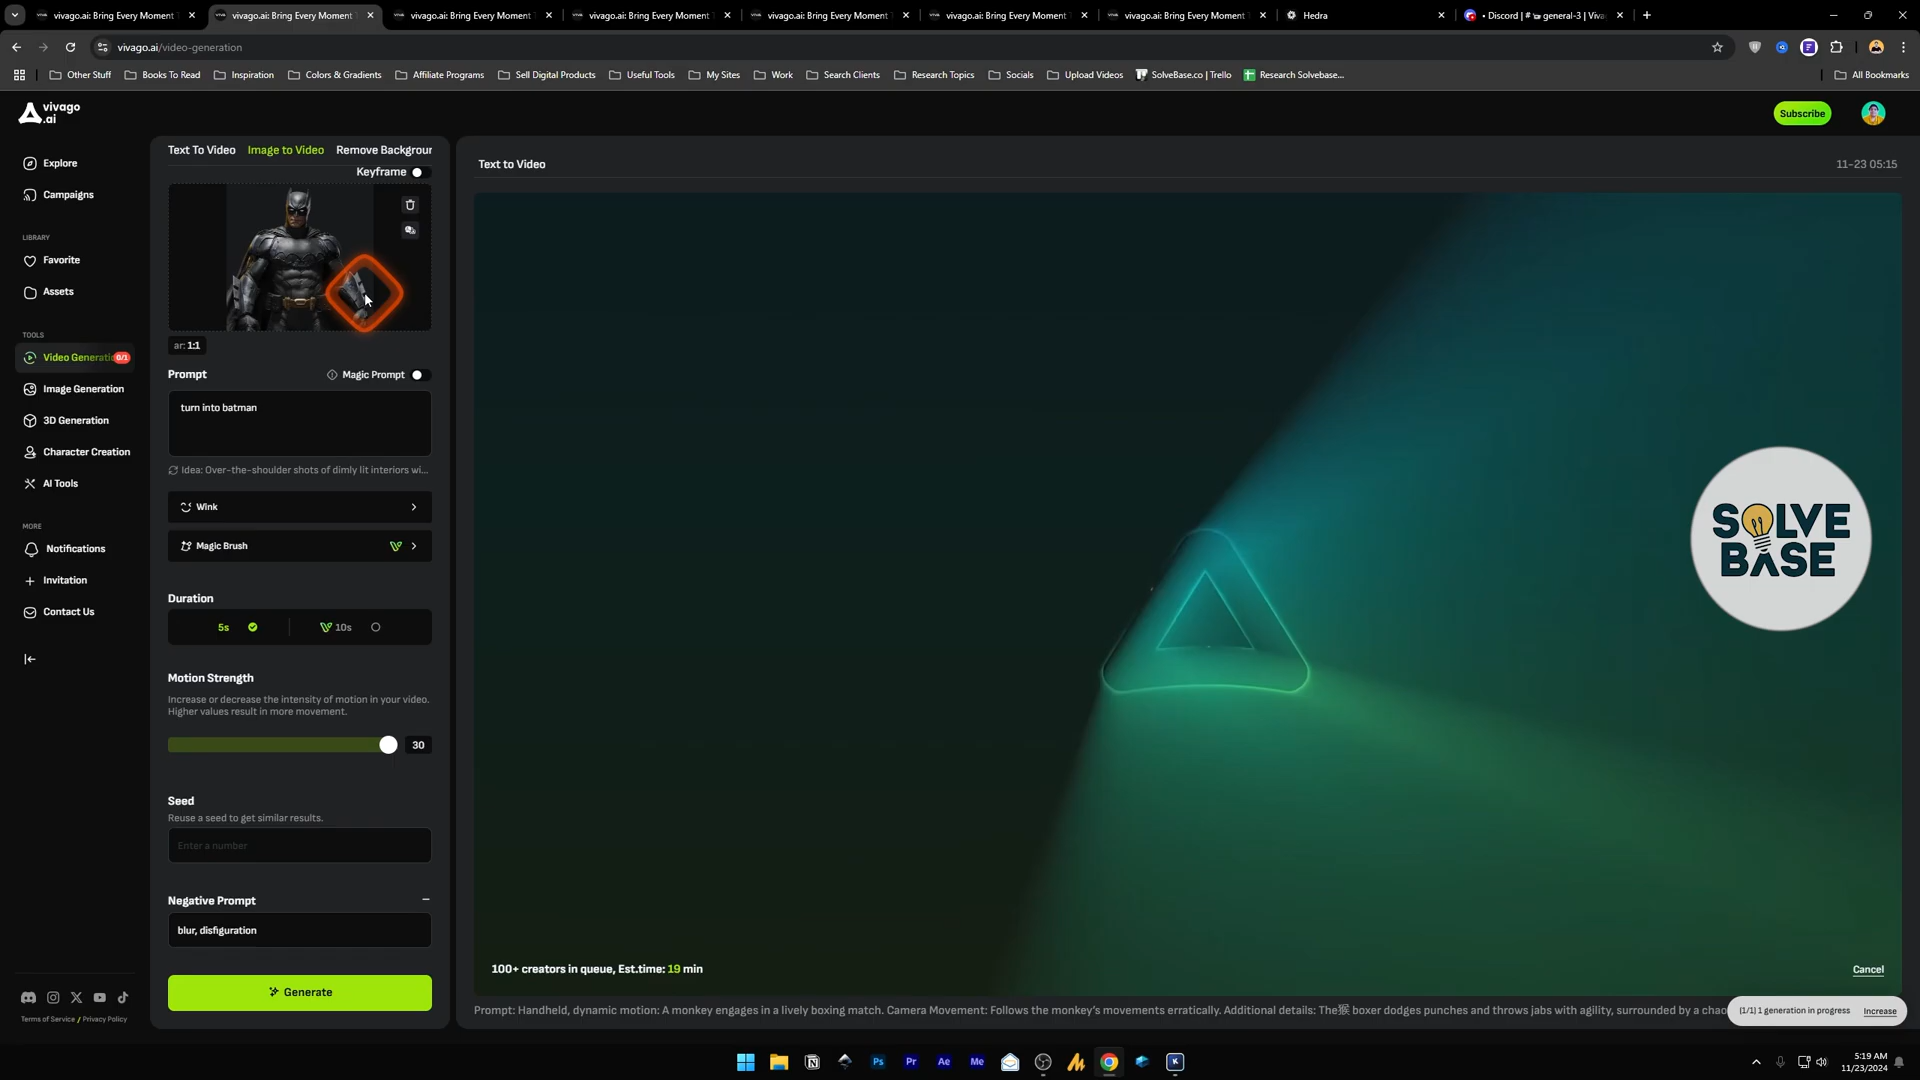 vivago.ai: Bring Every Moment
vivago.ai: Bring Every Moment
vivago.ai: Bring Every Moment
vivago.ai: Bring Every Moment
vivago.ai: Bring Every Moment
vivago.ai: Bring Every Moment
vivago.ai: Bring Every Moment
Hedra
• Discord | # general-3 | Viva
vivago.ai/video-generation
Other Stuff
Books To Read
Inspiration
Colors & Gradients
Affiliate Programs
Sell Digital Products
Useful Tools
My Sites
Work
Search Clients
Research Topics
Socials
Upload Videos
SolveBase.co | Trello
Research Solvebase...
All Bookmarks
vivago
.ai
Subscribe
Explore
Campaigns
LIBRARY
Favorite
Assets
TOOLS
Video Generati 0/1
Image Generation
3D Generation
Character Creation
AI Tools
MORE
Notifications
Invitation
Contact Us
Terms of Service / Privacy Policy
Text To Video
Image to Video
Remove Backgroun
Keyframe
ar: 1:1
Prompt
Magic Prompt
turn into batman
Idea: Over-the-shoulder shots of dimly lit interiors wi...
Wink
Magic Brush
Duration
5s
10s
Motion Strength
Increase or decrease the intensity of motion in your video.
Higher values result in more movement.
30
Seed
Reuse a seed to get similar results.
Enter a number
Negative Prompt
blur, disfiguration
Generate
Text to Video
11-23 05:15
SOLVE
BASE
100+ creators in queue, Est.time: 19 min
Cancel
Prompt: Handheld, dynamic motion: A monkey engages in a lively boxing match. Camera Movement: Follows the monkey's movements erratically. Additional details: The猴 boxer dodges punches and throws jabs with agility, surrounded by a chao
(1/1) 1 generation in progress
Increase
Ps
Pr
Ae
Me
K
5:19 AM
11/23/2024